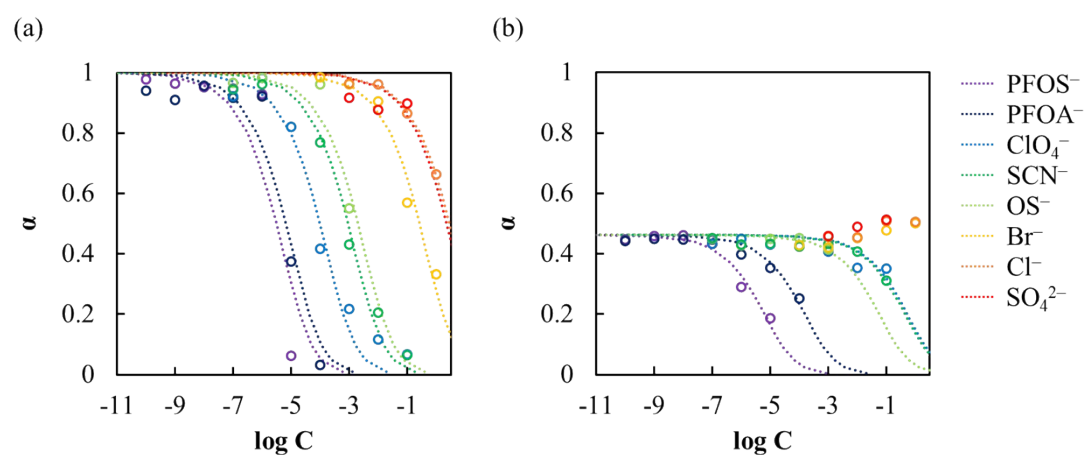 (a)
(b)
1
0.8
0.6
0.4
0.2
0
α
-11 -9 -7 -5 -3 -1
log C
1
0.8
0.6
0.4
0.2
0
α
-11 -9 -7 -5 -3 -1
log C
PFOS⁻
PFOA⁻
ClO₄⁻
SCN⁻
OS⁻
Br⁻
Cl⁻
SO₄²⁻